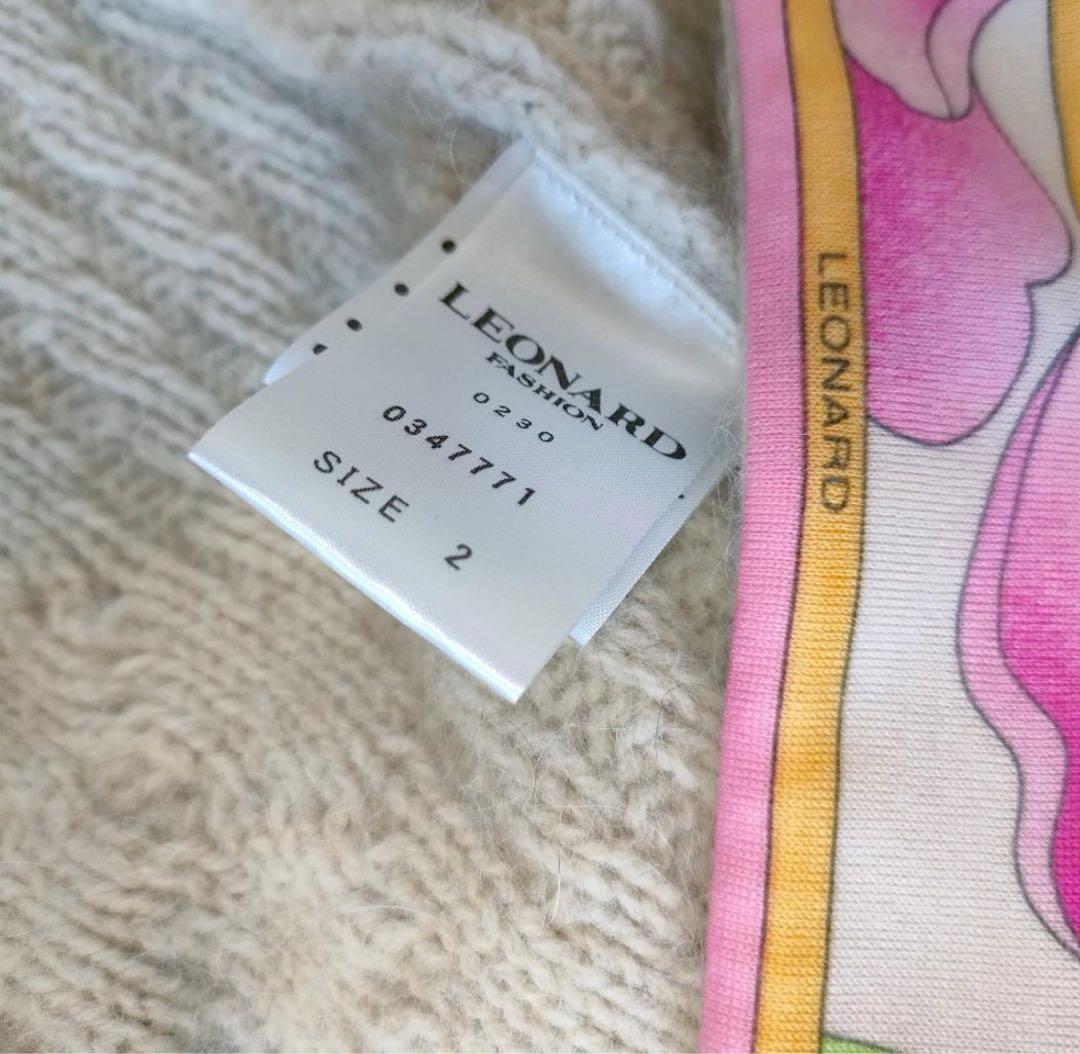 LEONARD
FASHION
0230
0347771
SIZE 2
LEONARD